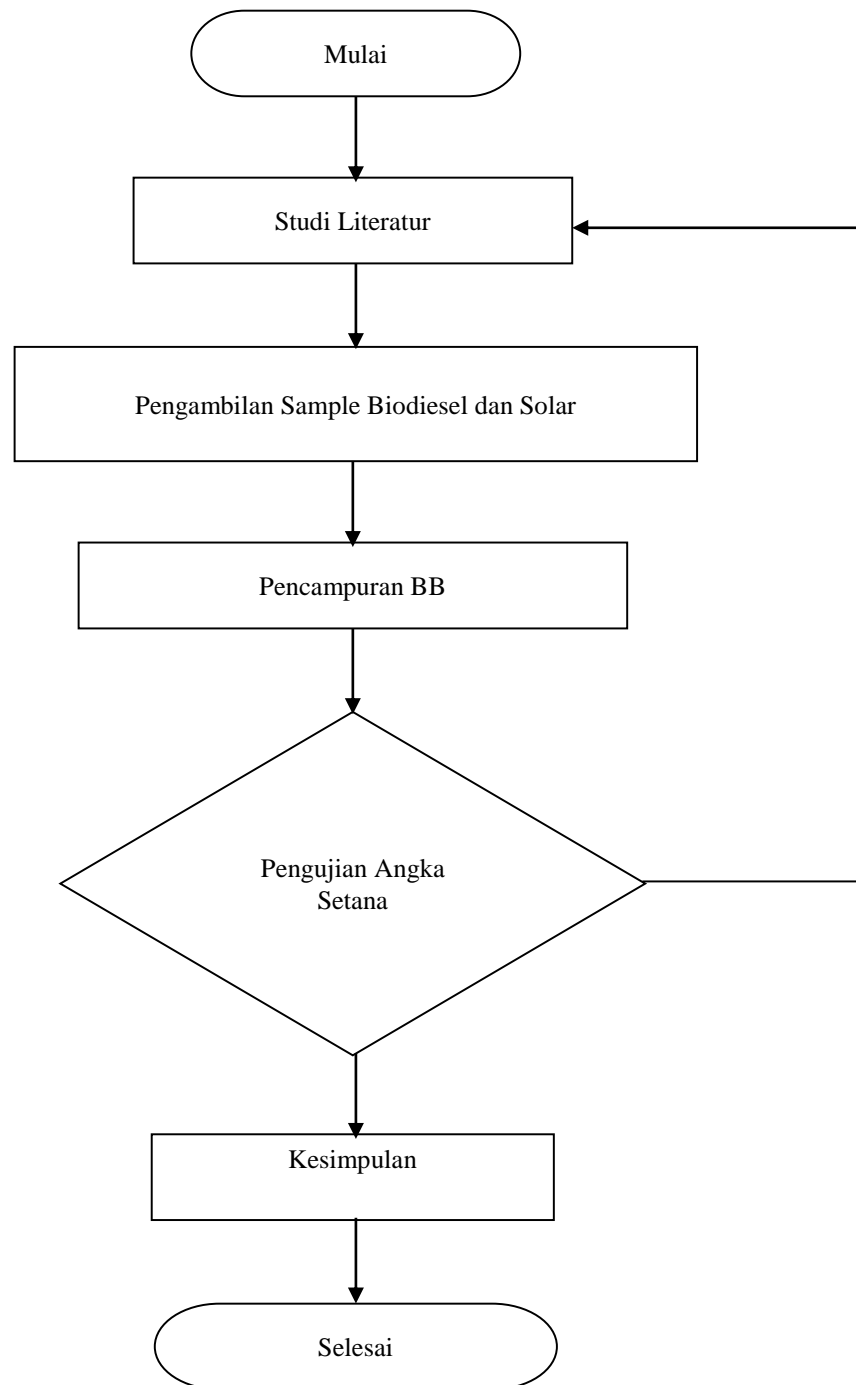 Mulai
Studi Literatur
Pengambilan Sample Biodiesel dan Solar
Pencampuran BB
Pengujian Angka
Setana
Kesimpulan
Selesai